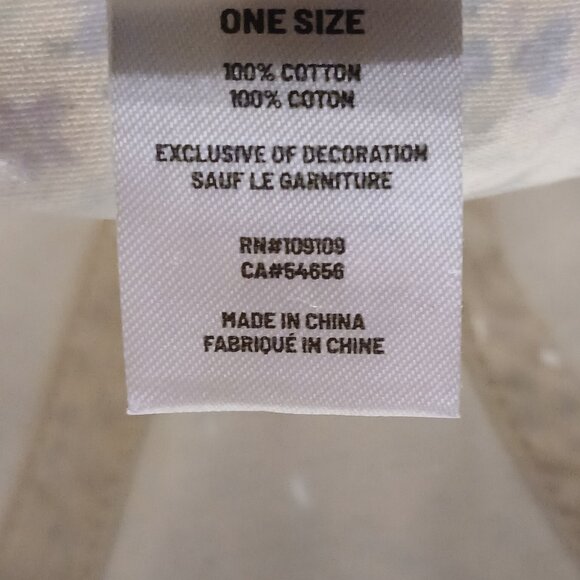 ONE SIZE
100% COTTON
100% COTON
EXCLUSIVE OF DECORATION
SAUF LE GARNITURE
RN#109109
CA#54656
MADE IN CHINA
FABRIQUÉ IN CHINE